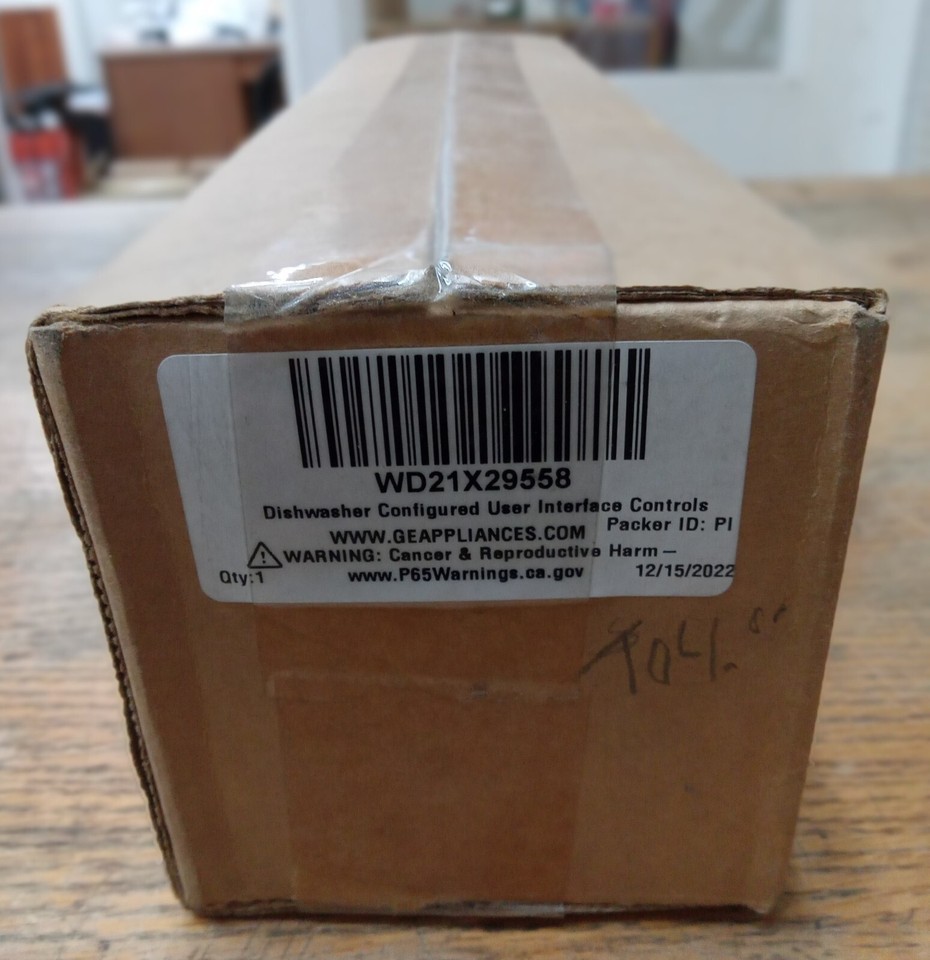 WD21X29558
Dishwasher Configured User Interface Controls
WWW.GEAPPLIANCES.COM Packer ID: PI
WARNING: Cancer & Reproductive Harm –
Qty:1 www.P65Warnings.ca.gov 12/15/2022